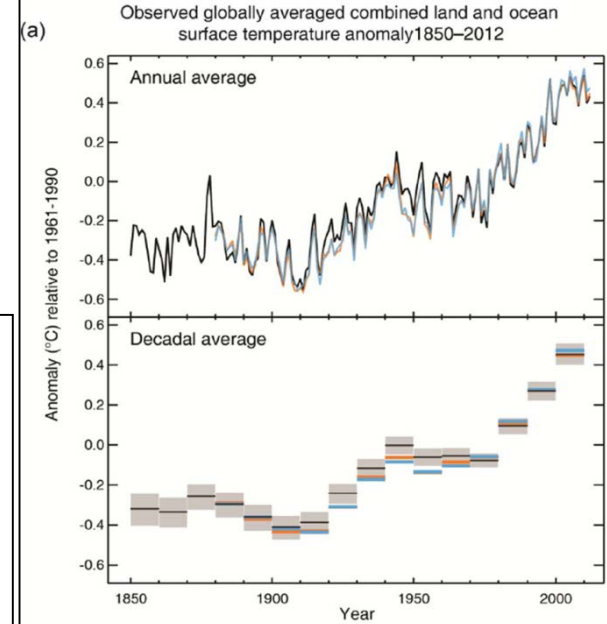 (a)
Observed globally averaged combined land and ocean
surface temperature anomaly1850–2012
Anomaly (°C) relative to 1961-1990
Annual average
0.6
0.4
0.2
0.0
-0.2
-0.4
-0.6
Decadal average
0.6
0.4
0.2
0.0
-0.2
-0.4
-0.6
1850
1900
1950
2000
Year